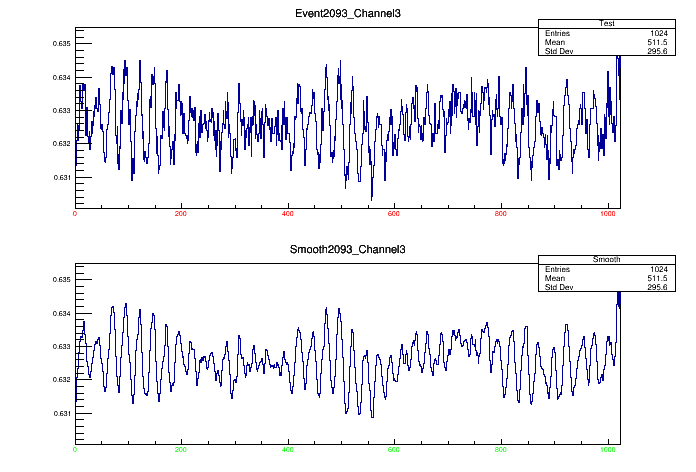 Event2093_Channel3
Test
Entries 1024
Mean 511.5
Std Dev 295.6
0.635
0.634
0.633
0.632
0.631
0 200 400 600 800 1000
Smooth2093_Channel3
Smooth
Entries 1024
Mean 511.5
Std Dev 295.6
0.635
0.634
0.633
0.632
0.631
0 200 400 600 800 1000